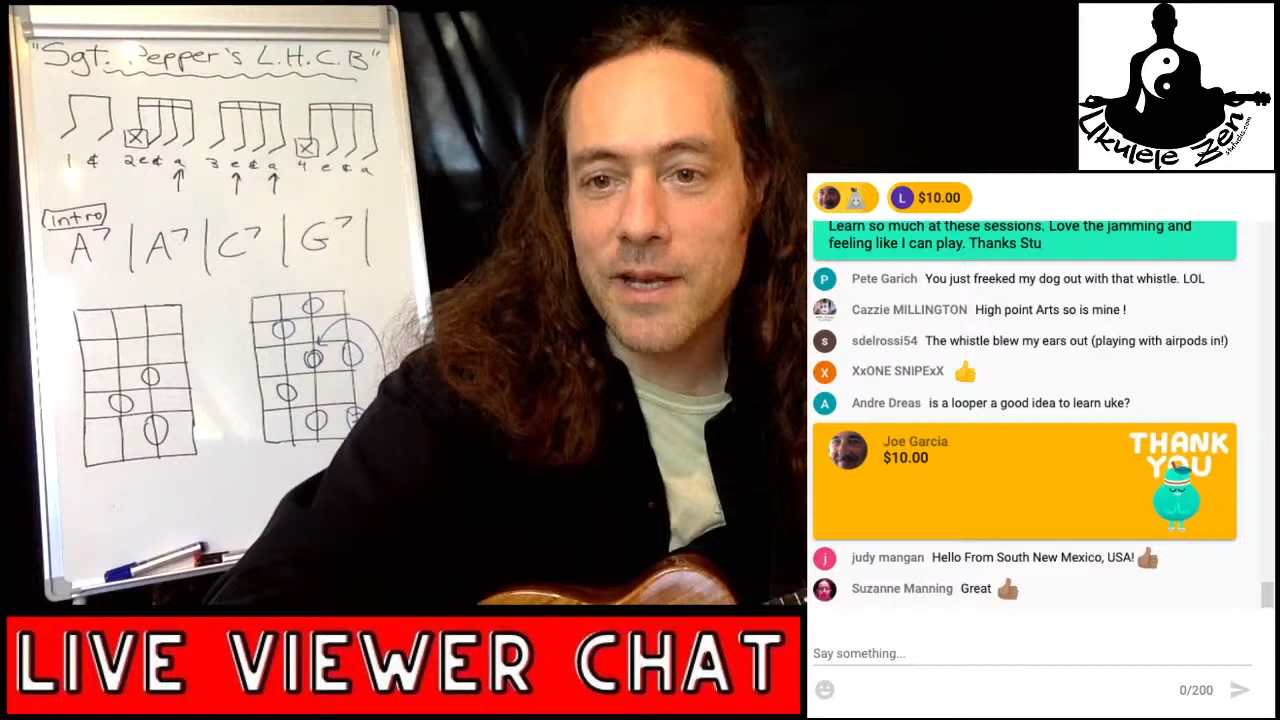 "Sgt. Pepper's L.H.C.B"
1 & 2 e & a 3 e & a 4 e & a
Intro
A7 | A7 | C7 | G7 |
Ukulele Zen
L $10.00
Learn so much at these sessions. Love the jamming and
feeling like I can play. Thanks Stu
P Pete Garich You just freeked my dog out with that whistle. LOL
Cazzie MILLINGTON High point Arts so is mine !
s sdelrossi54 The whistle blew my ears out (playing with airpods in!)
X XxONE SNIPExX
A Andre Dreas is a looper a good idea to learn uke?
Joe Garcia
$10.00
THANK
YOU
j judy mangan Hello From South New Mexico, USA!
Suzanne Manning Great
Say something...
0/200
LIVE VIEWER CHAT